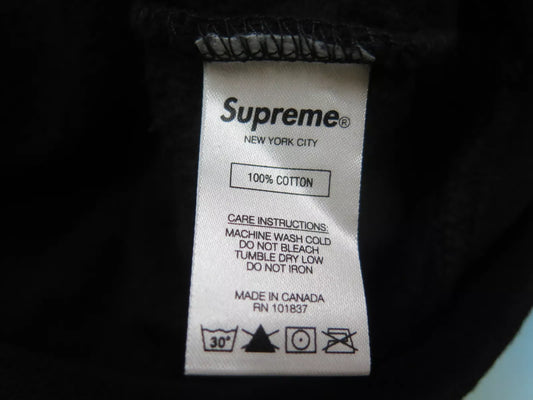 Supreme®
NEW YORK CITY
100% COTTON
CARE INSTRUCTIONS:
MACHINE WASH COLD
DO NOT BLEACH
TUMBLE DRY LOW
DO NOT IRON
MADE IN CANADA
RN 101837
30°